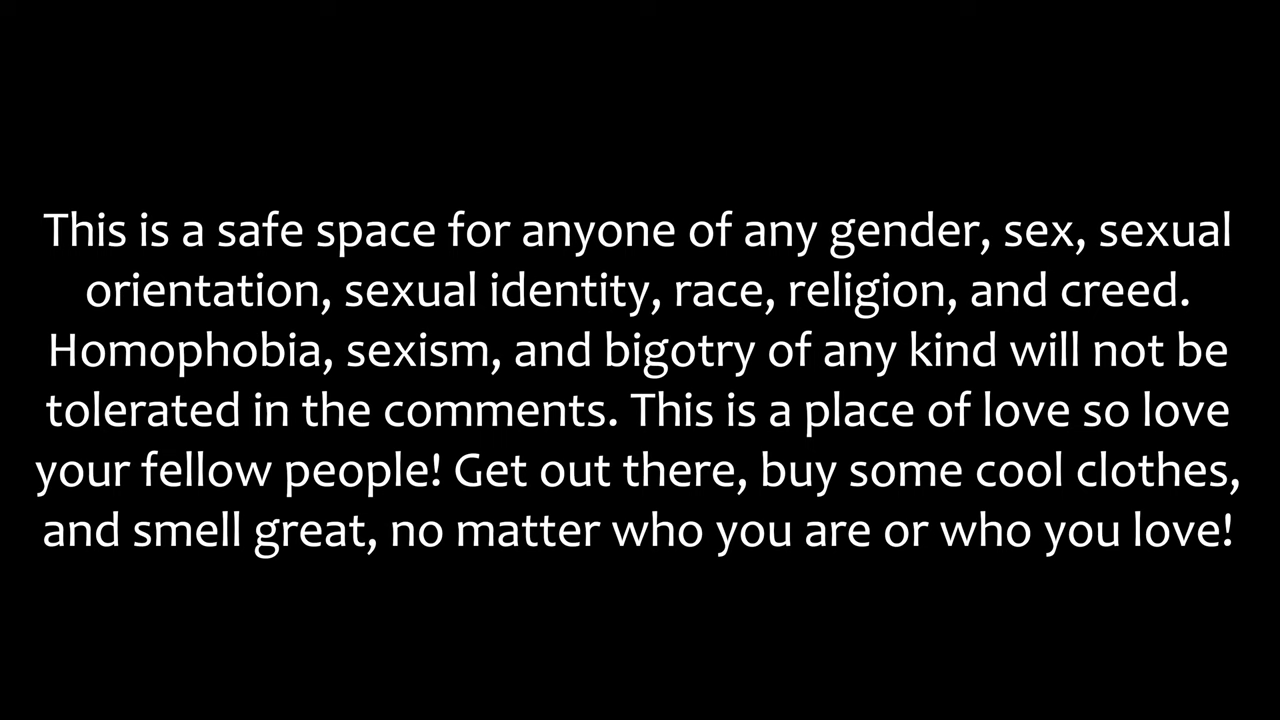 This is a safe space for anyone of any gender, sex, sexual
orientation, sexual identity, race, religion, and creed.
Homophobia, sexism, and bigotry of any kind will not be
tolerated in the comments. This is a place of love so love
your fellow people! Get out there, buy some cool clothes,
and smell great, no matter who you are or who you love!